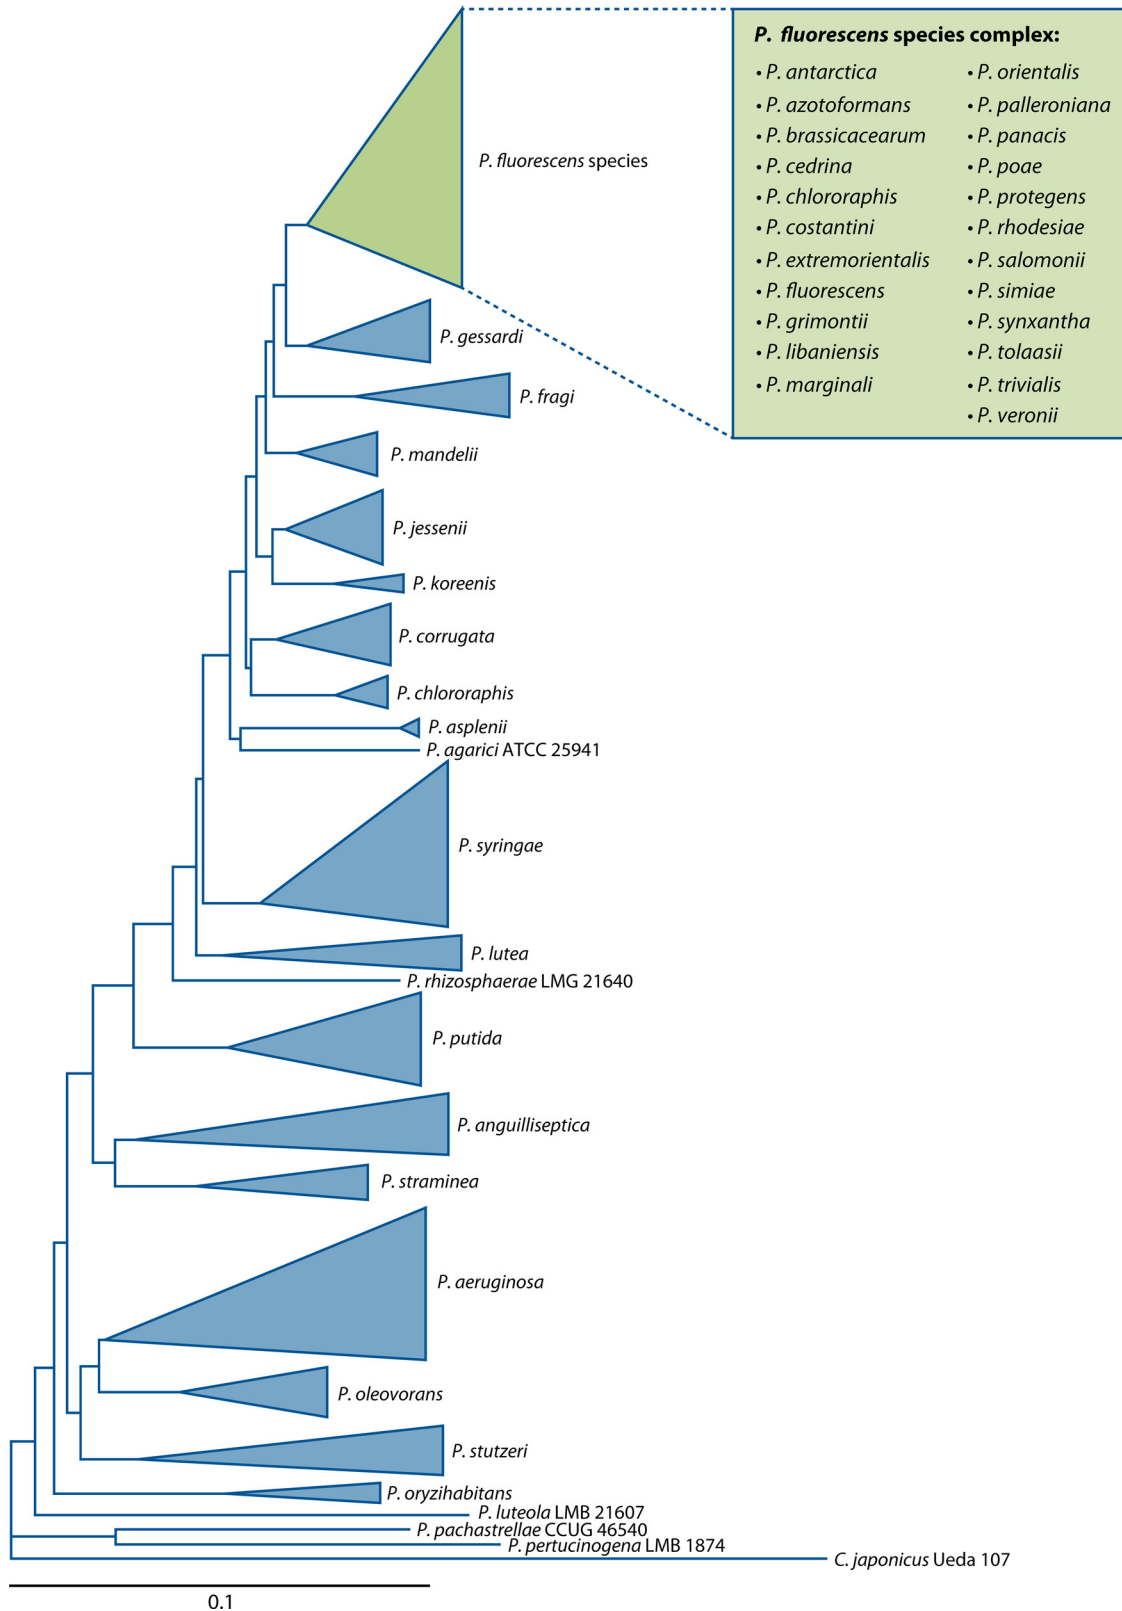 P. fluorescens species complex:
• P. antarctica
• P. azotoformans
• P. brassicacearum
• P. cedrina
• P. chlororaphis
• P. costantini
• P. extremorientalis
• P. fluorescens
• P. grimontii
• P. libaniensis
• P. marginali
• P. orientalis
• P. palleroniana
• P. panacis
• P. poae
• P. protegens
• P. rhodesiae
• P. salomonii
• P. simiae
• P. synxantha
• P. tolaasii
• P. trivialis
• P. veronii
P. fluorescens species
P. gessardi
P. fragi
P. mandelii
P. jessenii
P. koreenis
P. corrugata
P. chlororaphis
P. asplenii
P. agarici ATCC 25941
P. syringae
P. lutea
P. rhizosphaerae LMG 21640
P. putida
P. anguilliseptica
P. straminea
P. aeruginosa
P. oleovorans
P. stutzeri
P. oryzihabitans
P. luteola LMB 21607
P. pachastrellae CCUG 46540
P. pertucinogena LMB 1874
C. japonicus Ueda 107
0.1